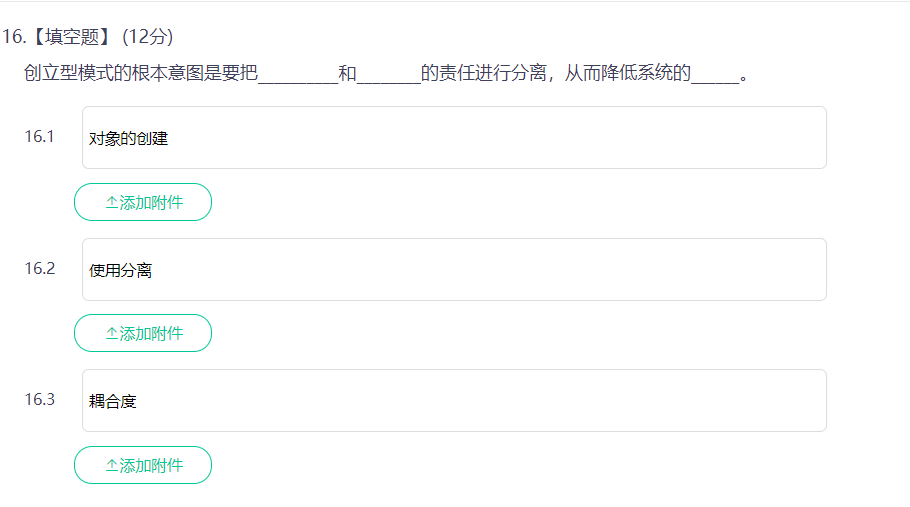 16.【填空题】 (12分)
创立型模式的根本意图是要把__________和________的责任进行分离，从而降低系统的______。
16.1 对象的创建
添加附件
16.2 使用分离
添加附件
16.3 耦合度
添加附件